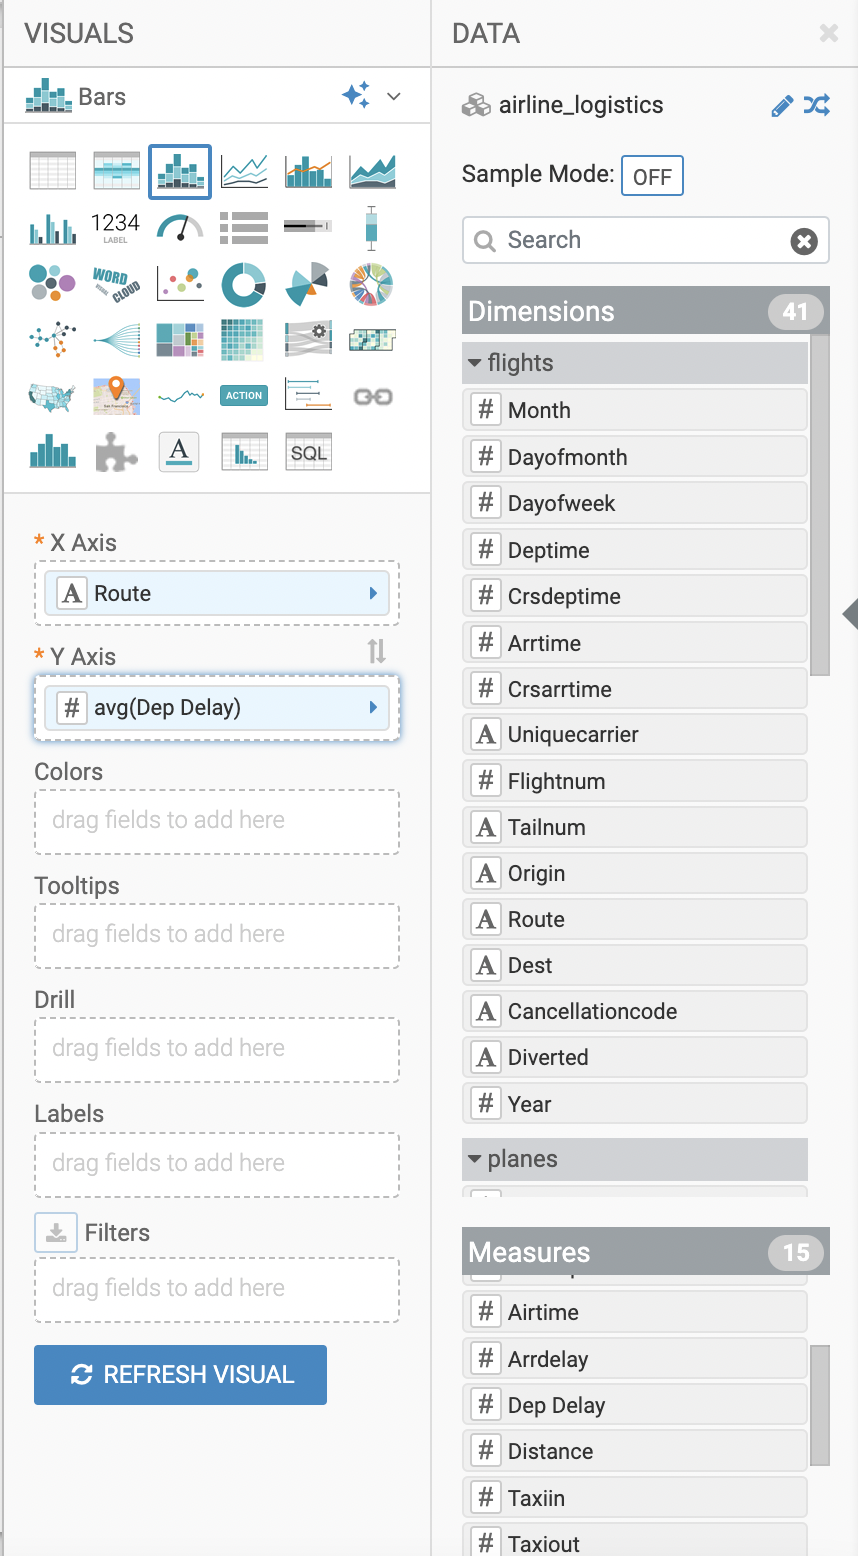 VISUALS
Bars
1234
LABEL
WORD
CLOUD
San Francisco
ACTION
A
SQL
* X Axis
A Route
* Y Axis
# avg(Dep Delay)
Colors
drag fields to add here
Tooltips
drag fields to add here
Drill
drag fields to add here
Labels
drag fields to add here
Filters
drag fields to add here
REFRESH VISUAL
DATA
airline_logistics
Sample Mode: OFF
Search
Dimensions 41
flights
# Month
# Dayofmonth
# Dayofweek
# Deptime
# Crsdeptime
# Arrtime
# Crsarrtime
A Uniquecarrier
# Flightnum
A Tailnum
A Origin
A Route
A Dest
A Cancellationcode
A Diverted
# Year
planes
Measures 15
# Airtime
# Arrdelay
# Dep Delay
# Distance
# Taxiin
# Taxiout